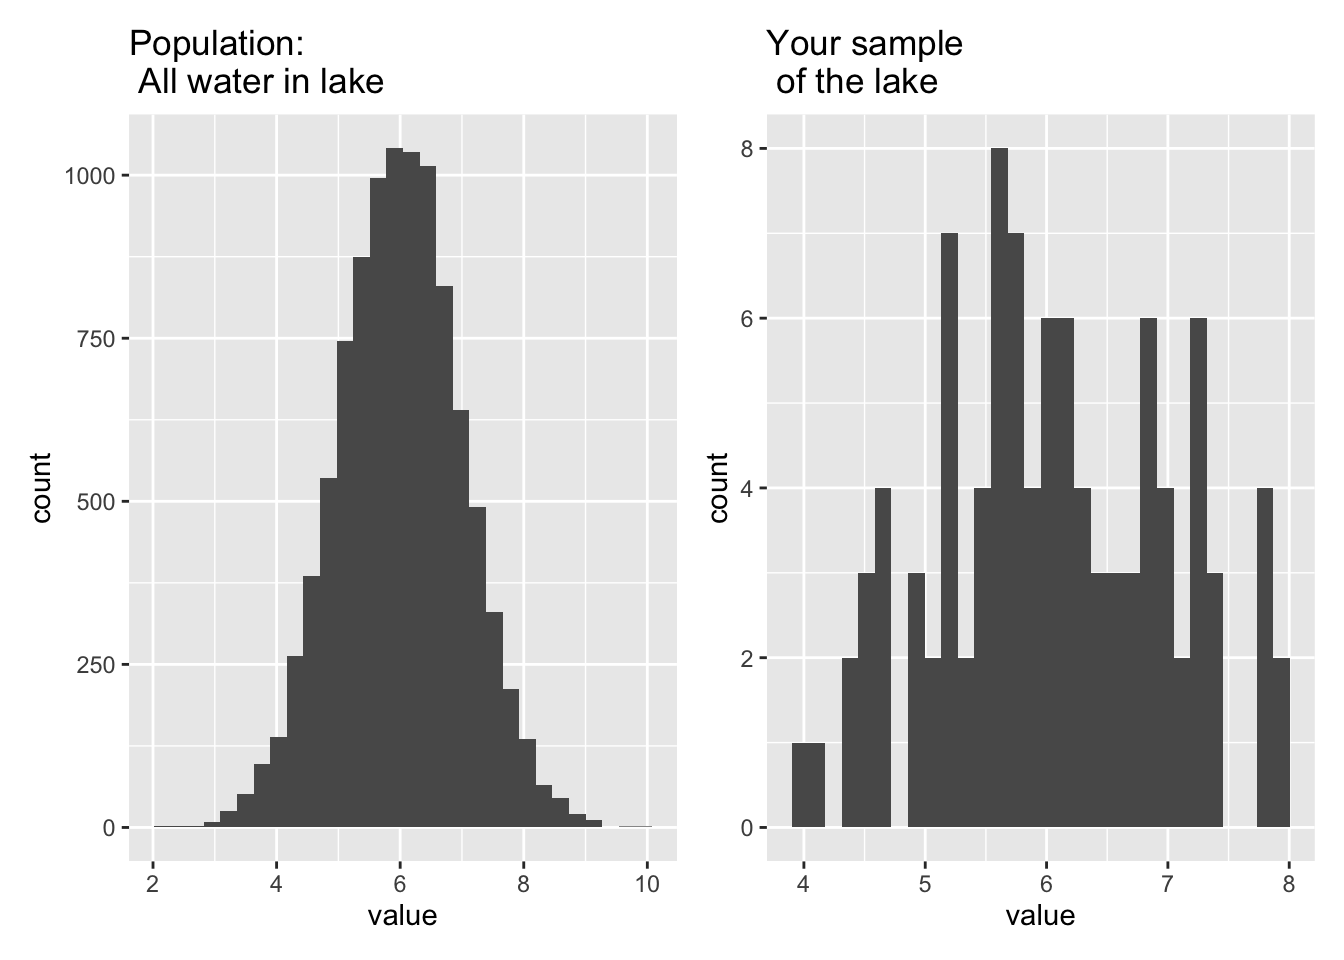 Population:
All water in lake
count
1000
750
500
250
0
2 4 6 8 10
value
Your sample
of the lake
count
8
6
4
2
0
4 5 6 7 8
value